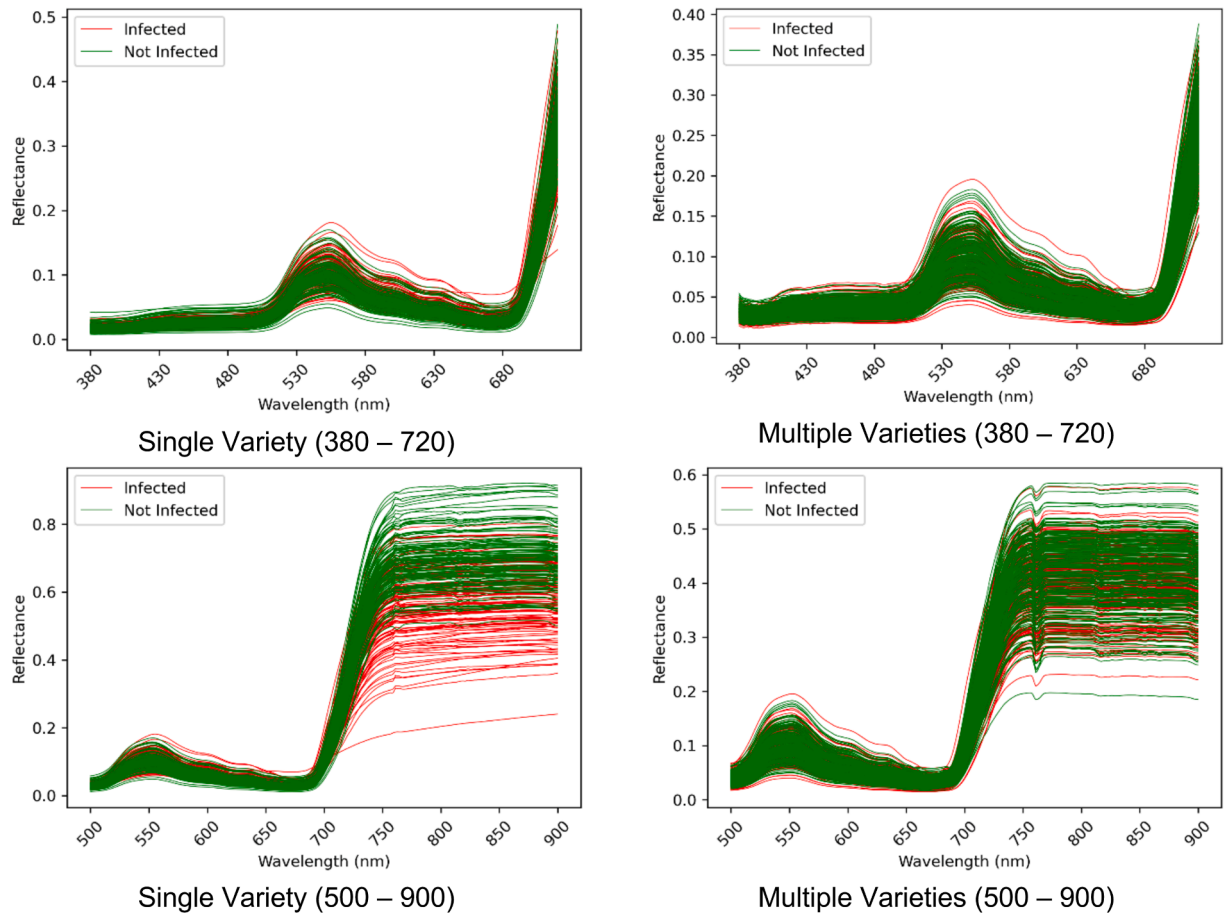 0.5
0.4
0.3
0.2
0.1
0.0
Reflectance
Infected
Not Infected
380
430
480
530
580
630
680
Wavelength (nm)
Single Variety (380 – 720)
0.40
0.35
0.30
0.25
0.20
0.15
0.10
0.05
0.00
Reflectance
Infected
Not Infected
380
430
480
530
580
630
680
Wavelength (nm)
Multiple Varieties (380 – 720)
0.8
0.6
0.4
0.2
0.0
Reflectance
Infected
Not Infected
500
550
600
650
700
750
800
850
900
Wavelength (nm)
Single Variety (500 – 900)
0.6
0.5
0.4
0.3
0.2
0.1
0.0
Reflectance
Infected
Not Infected
500
550
600
650
700
750
800
850
900
Wavelength (nm)
Multiple Varieties (500 – 900)